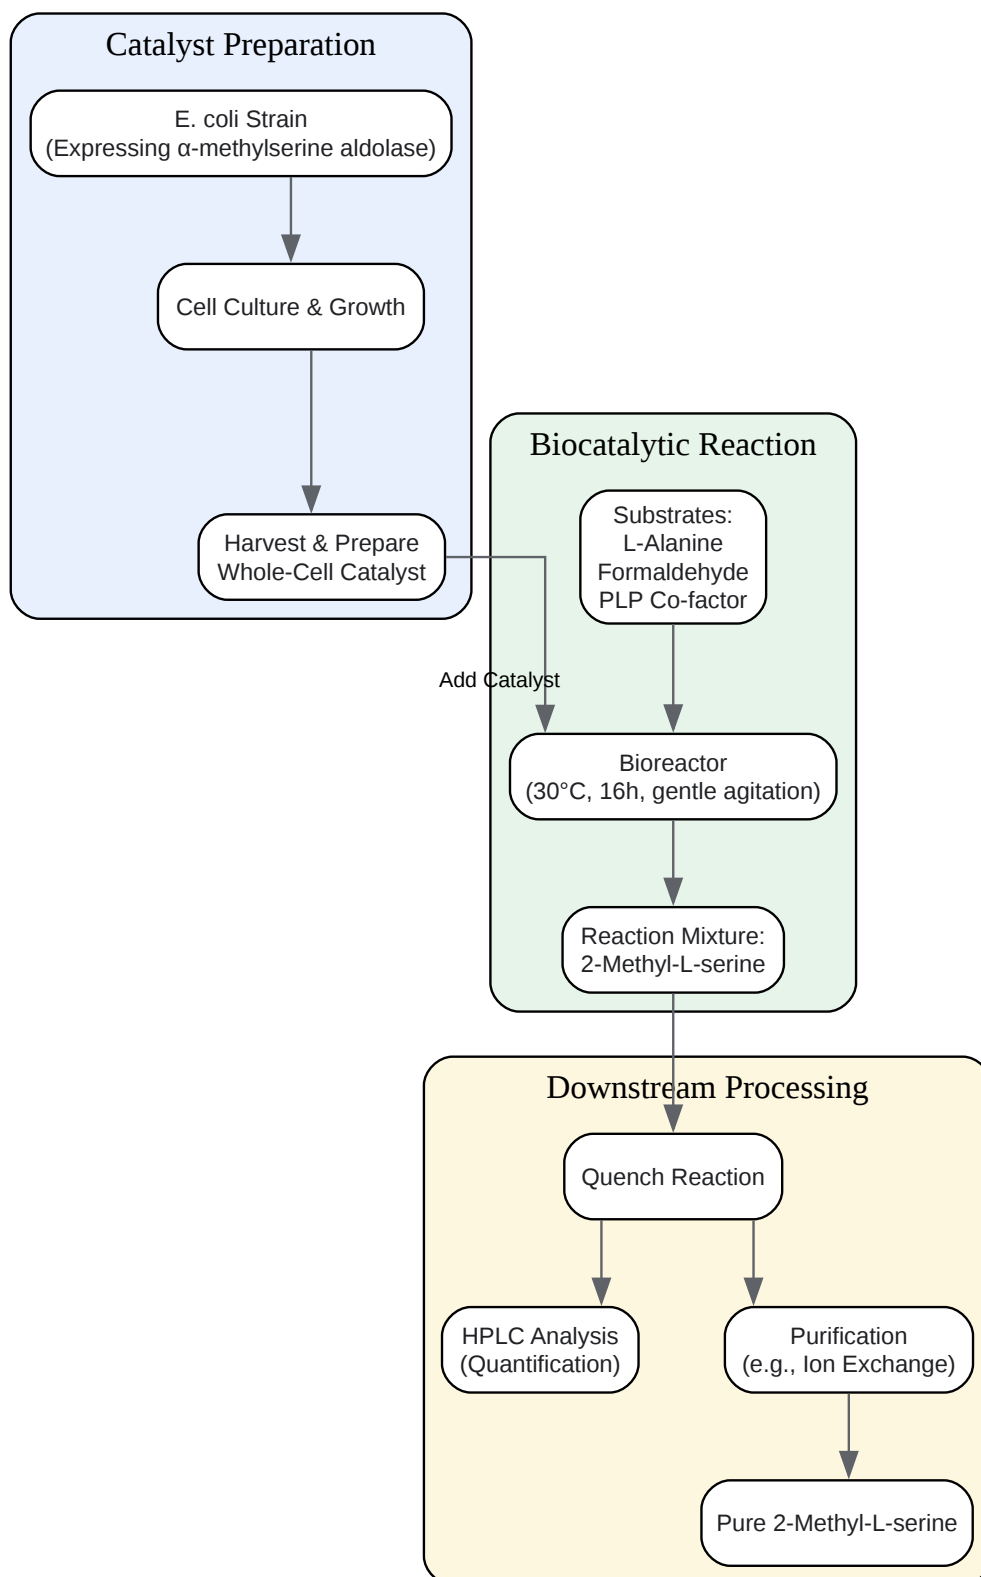 Catalyst Preparation
E. coli Strain
(Expressing α-methylserine aldolase)
Cell Culture & Growth
Harvest & Prepare
Whole-Cell Catalyst
Add Catalyst
Biocatalytic Reaction
Substrates:
L-Alanine
Formaldehyde
PLP Co-factor
Bioreactor
(30°C, 16h, gentle agitation)
Reaction Mixture:
2-Methyl-L-serine
Downstream Processing
Quench Reaction
HPLC Analysis
(Quantification)
Purification
(e.g., Ion Exchange)
Pure 2-Methyl-L-serine